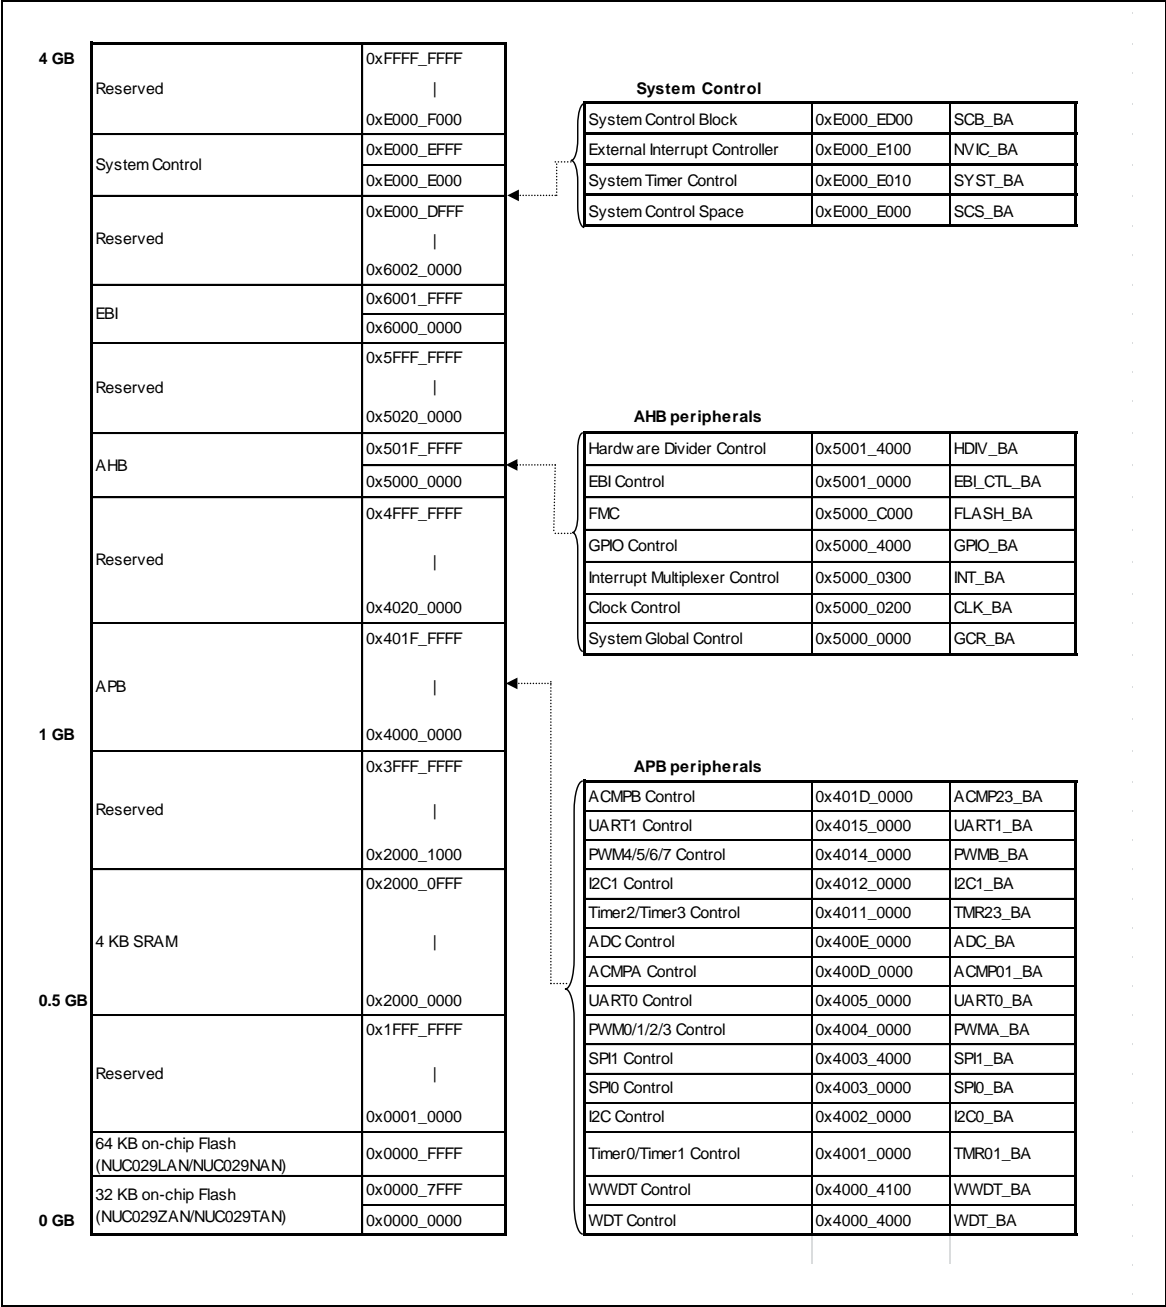 4 GB
0xFFFF_FFFF
Reserved
|
0xE000_F000
System Control
0xE000_EFFF
0xE000_E000
Reserved
0xE000_DFFF
|
0x6002_0000
EBI
0x6001_FFFF
0x6000_0000
Reserved
0x5FFF_FFFF
|
0x5020_0000
AHB
0x501F_FFFF
0x5000_0000
Reserved
0x4FFF_FFFF
|
0x4020_0000
APB
0x401F_FFFF
|
1 GB
0x4000_0000
Reserved
0x3FFF_FFFF
|
0x2000_1000
4 KB SRAM
0x2000_0FFF
|
0.5 GB
0x2000_0000
Reserved
0x1FFF_FFFF
|
0x0001_0000
64 KB on-chip Flash
(NUC029LAN/NUC029NAN)
0x0000_FFFF
32 KB on-chip Flash
(NUC029ZAN/NUC029TAN)
0x0000_7FFF
0 GB
0x0000_0000
System Control
System Control Block 0xE000_ED00 SCB_BA
External Interrupt Controller 0xE000_E100 NVIC_BA
System Timer Control 0xE000_E010 SYST_BA
System Control Space 0xE000_E000 SCS_BA
AHB peripherals
Hardware Divider Control 0x5001_4000 HDIV_BA
EBI Control 0x5001_0000 EBI_CTL_BA
FMC 0x5000_C000 FLASH_BA
GPIO Control 0x5000_4000 GPIO_BA
Interrupt Multiplexer Control 0x5000_0300 INT_BA
Clock Control 0x5000_0200 CLK_BA
System Global Control 0x5000_0000 GCR_BA
APB peripherals
ACMPB Control 0x401D_0000 ACMP23_BA
UART1 Control 0x4015_0000 UART1_BA
PWM4/5/6/7 Control 0x4014_0000 PWMB_BA
I2C1 Control 0x4012_0000 I2C1_BA
Timer2/Timer3 Control 0x4011_0000 TMR23_BA
ADC Control 0x400E_0000 ADC_BA
ACMPA Control 0x400D_0000 ACMP01_BA
UART0 Control 0x4005_0000 UART0_BA
PWM0/1/2/3 Control 0x4004_0000 PWMA_BA
SPI1 Control 0x4003_4000 SPI1_BA
SPI0 Control 0x4003_0000 SPI0_BA
I2C Control 0x4002_0000 I2C0_BA
Timer0/Timer1 Control 0x4001_0000 TMR01_BA
WWDT Control 0x4000_4100 WWDT_BA
WDT Control 0x4000_4000 WDT_BA